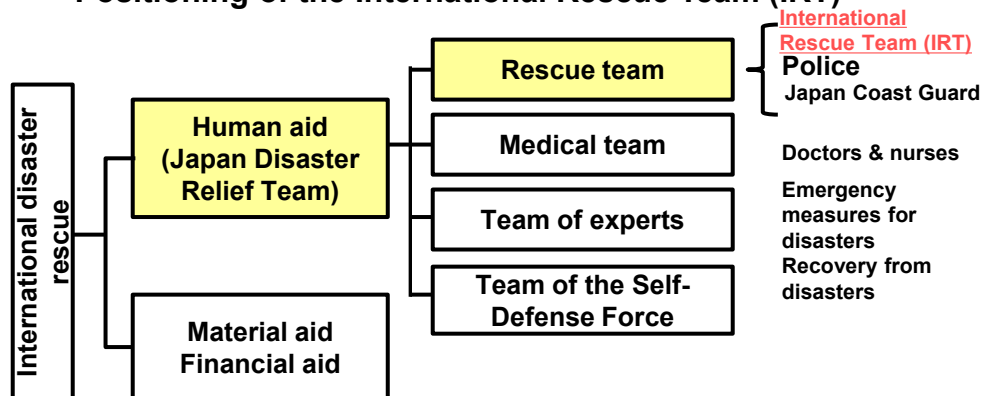 Positioning of the International Rescue Team (IRT)
International disaster
rescue
Human aid
(Japan Disaster
Relief Team)
Material aid
Financial aid
Rescue team
Medical team
Team of experts
Team of the Self-
Defense Force
International
Rescue Team (IRT)
Police
Japan Coast Guard
Doctors & nurses
Emergency
measures for
disasters
Recovery from
disasters